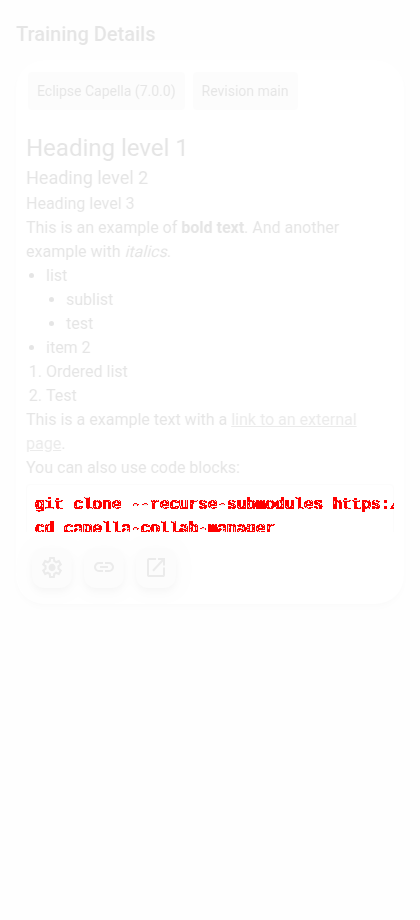 Training Details
Eclipse Capella (7.0.0) Revision main
Heading level 1
Heading level 2
Heading level 3
This is an example of bold text. And another
example with italics.
list
sublist
test
item 2
1. Ordered list
2. Test
This is a example text with a link to an external
page.
You can also use code blocks:
git clone --recurse-submodules https:/
cd capella-collab-manager